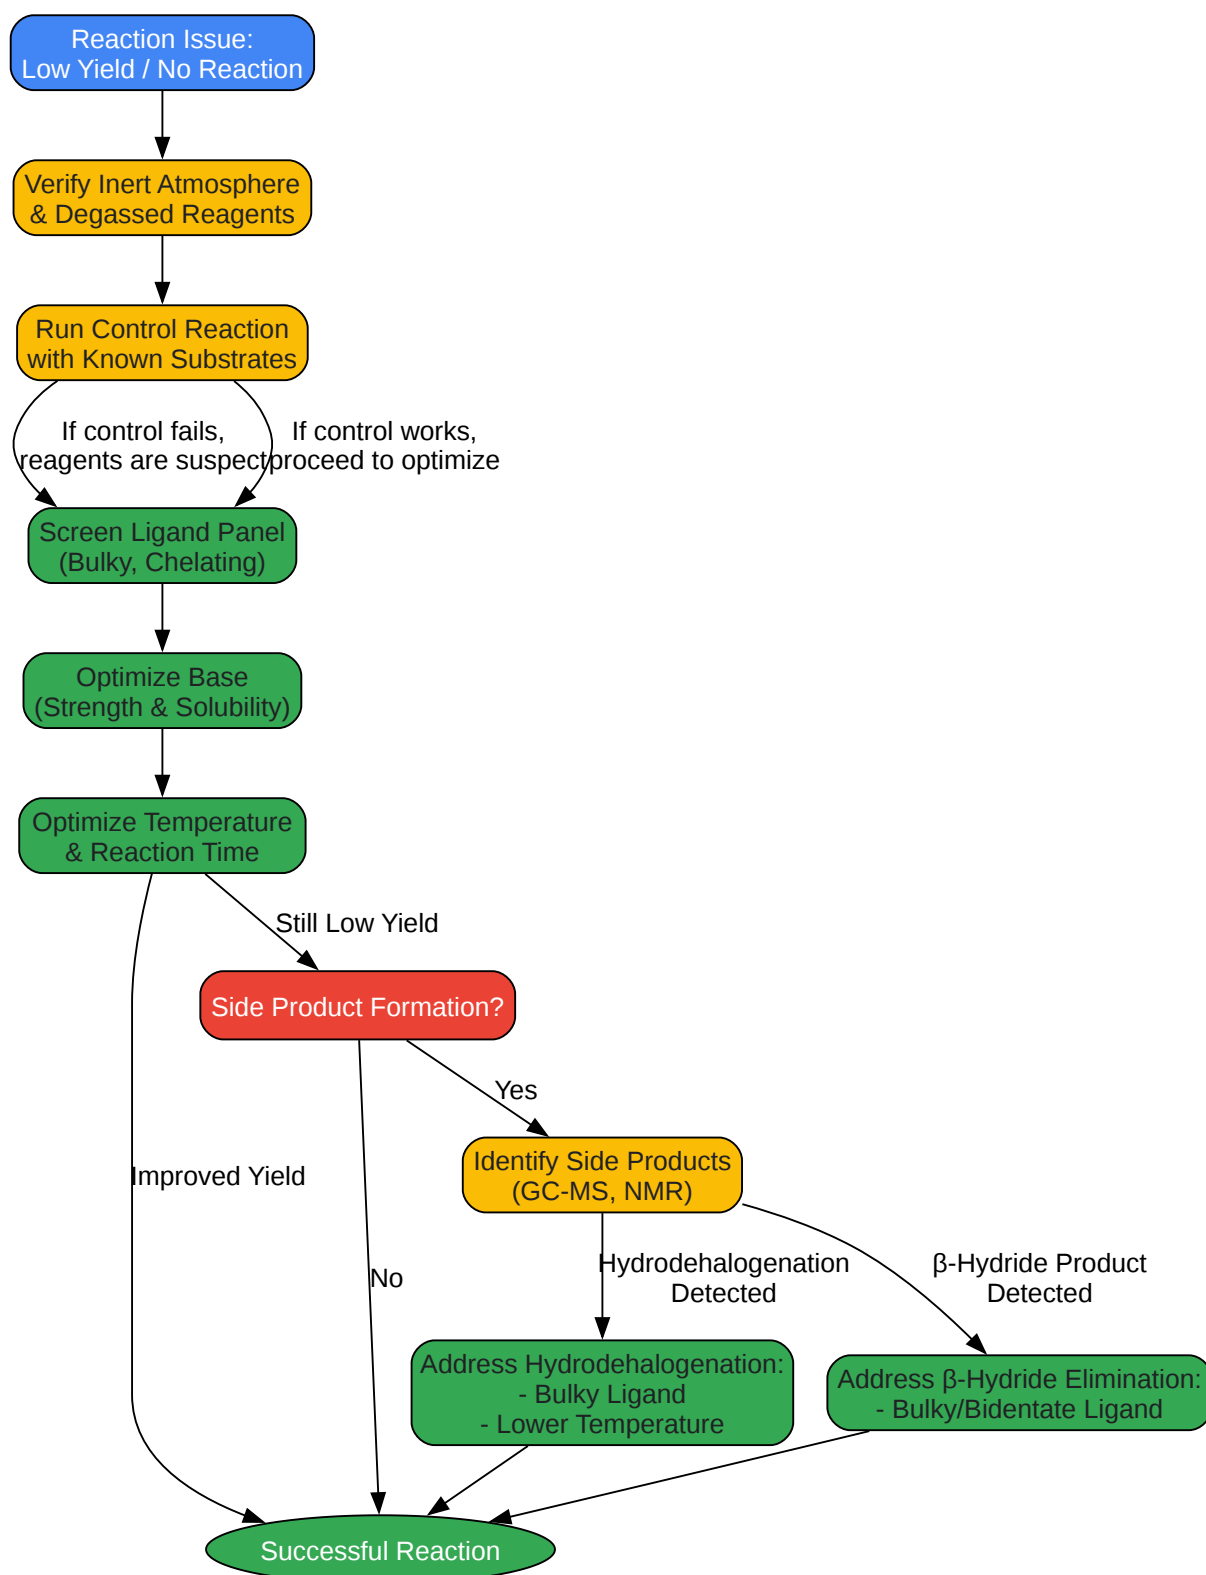 Reaction Issue:
Low Yield / No Reaction
Verify Inert Atmosphere
& Degassed Reagents
Run Control Reaction
with Known Substrates
If control fails,
reagents are suspect
If control works,
proceed to optimize
Screen Ligand Panel
(Bulky, Chelating)
Optimize Base
(Strength & Solubility)
Optimize Temperature
& Reaction Time
Still Low Yield
Side Product Formation?
Yes
Improved Yield
Identify Side Products
(GC-MS, NMR)
No
Hydrodehalogenation
Detected
β-Hydride Product
Detected
Address Hydrodehalogenation:
- Bulky Ligand
- Lower Temperature
Address β-Hydride Elimination:
- Bulky/Bidentate Ligand
Successful Reaction